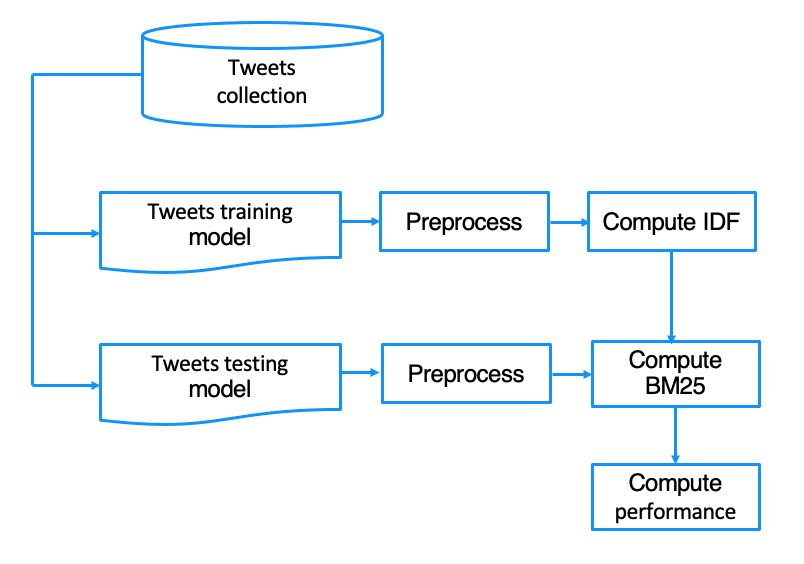 Tweets
collection
Tweets training
model
Preprocess
Compute IDF
Tweets testing
model
Preprocess
Compute
BM25
Compute
performance